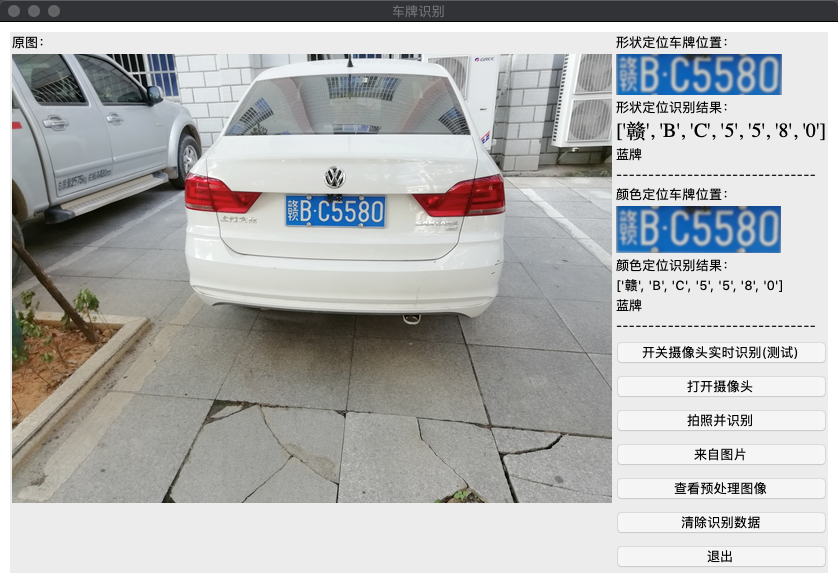 车牌识别
原图：
GREE
赣B·C5580
形状定位车牌位置：
赣B·C5580
形状定位识别结果：
['赣', 'B', 'C', '5', '5', '8', '0']
蓝牌
-------------------------------
颜色定位车牌位置：
赣B·C5580
颜色定位识别结果：
['赣', 'B', 'C', '5', '5', '8', '0']
蓝牌
-------------------------------
开关摄像头实时识别(测试)
打开摄像头
拍照并识别
来自图片
查看预处理图像
清除识别数据
退出